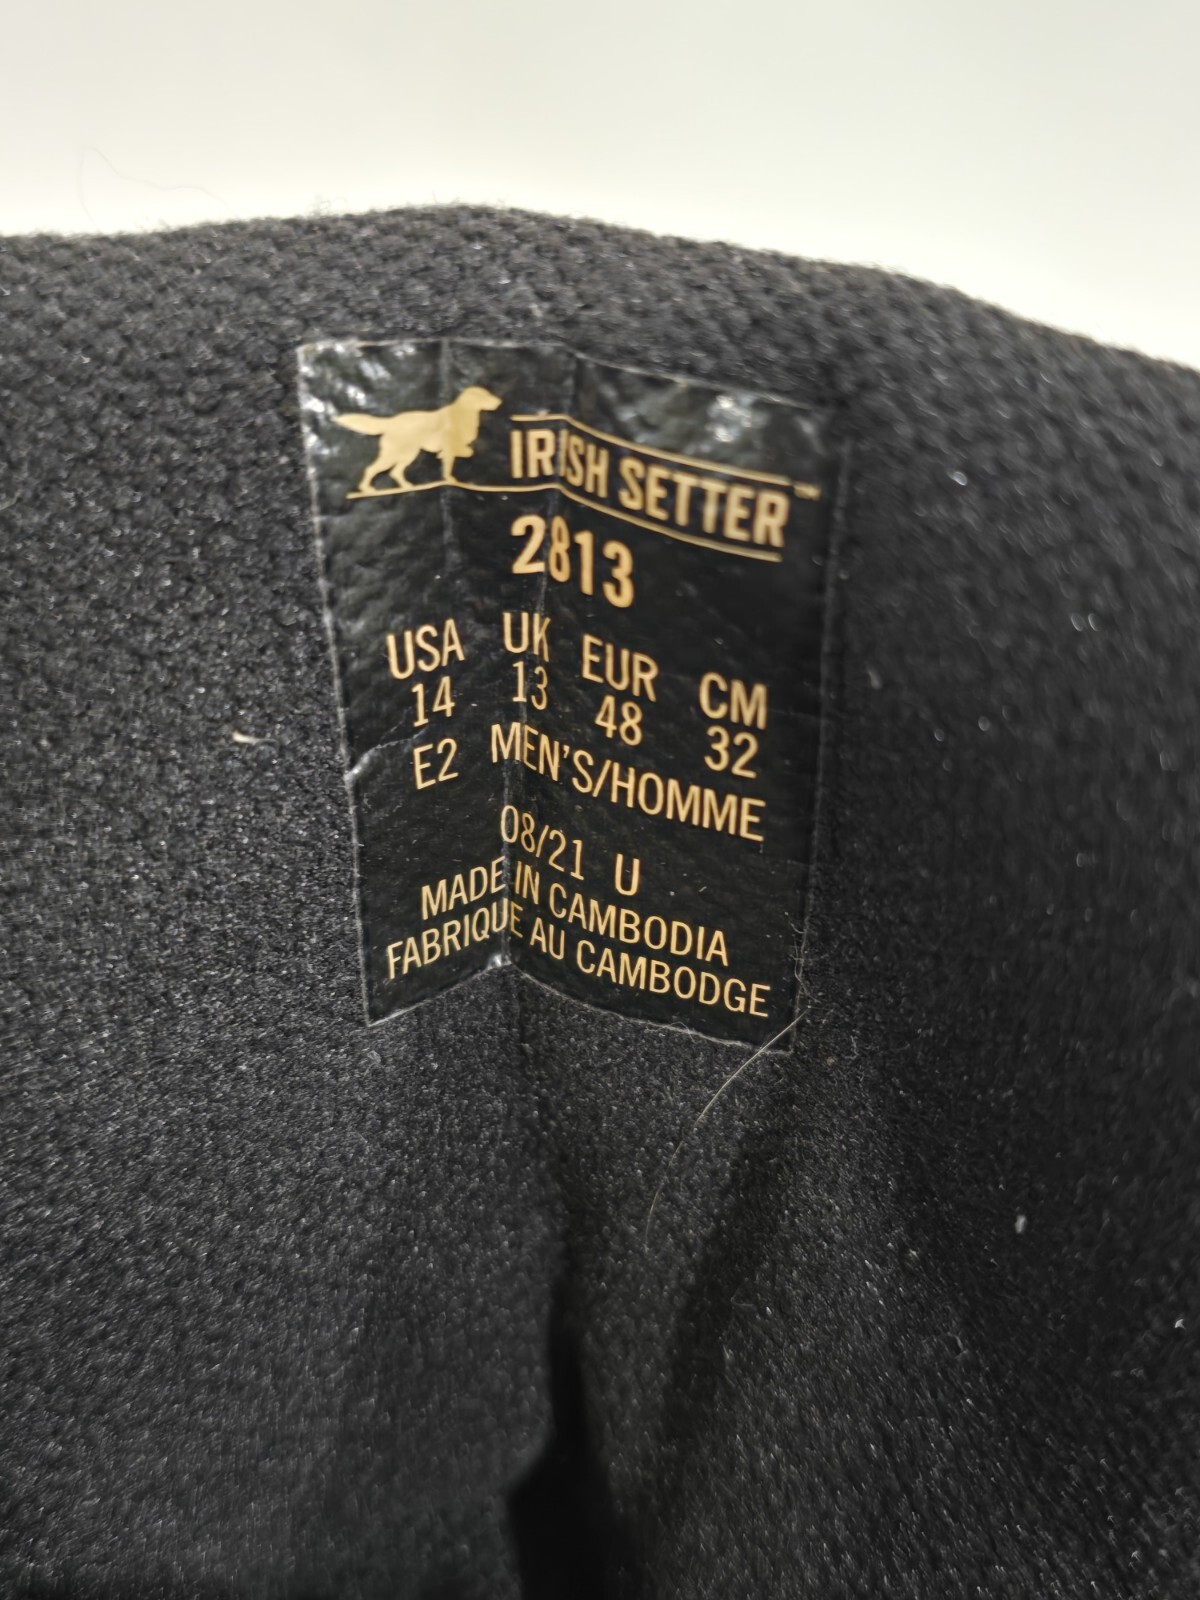 IRISH SETTER™
2813
USA UK EUR CM
14 13 48 32
E2 MEN'S/HOMME
08/21 U
MADE IN CAMBODIA
FABRIQUE AU CAMBODGE